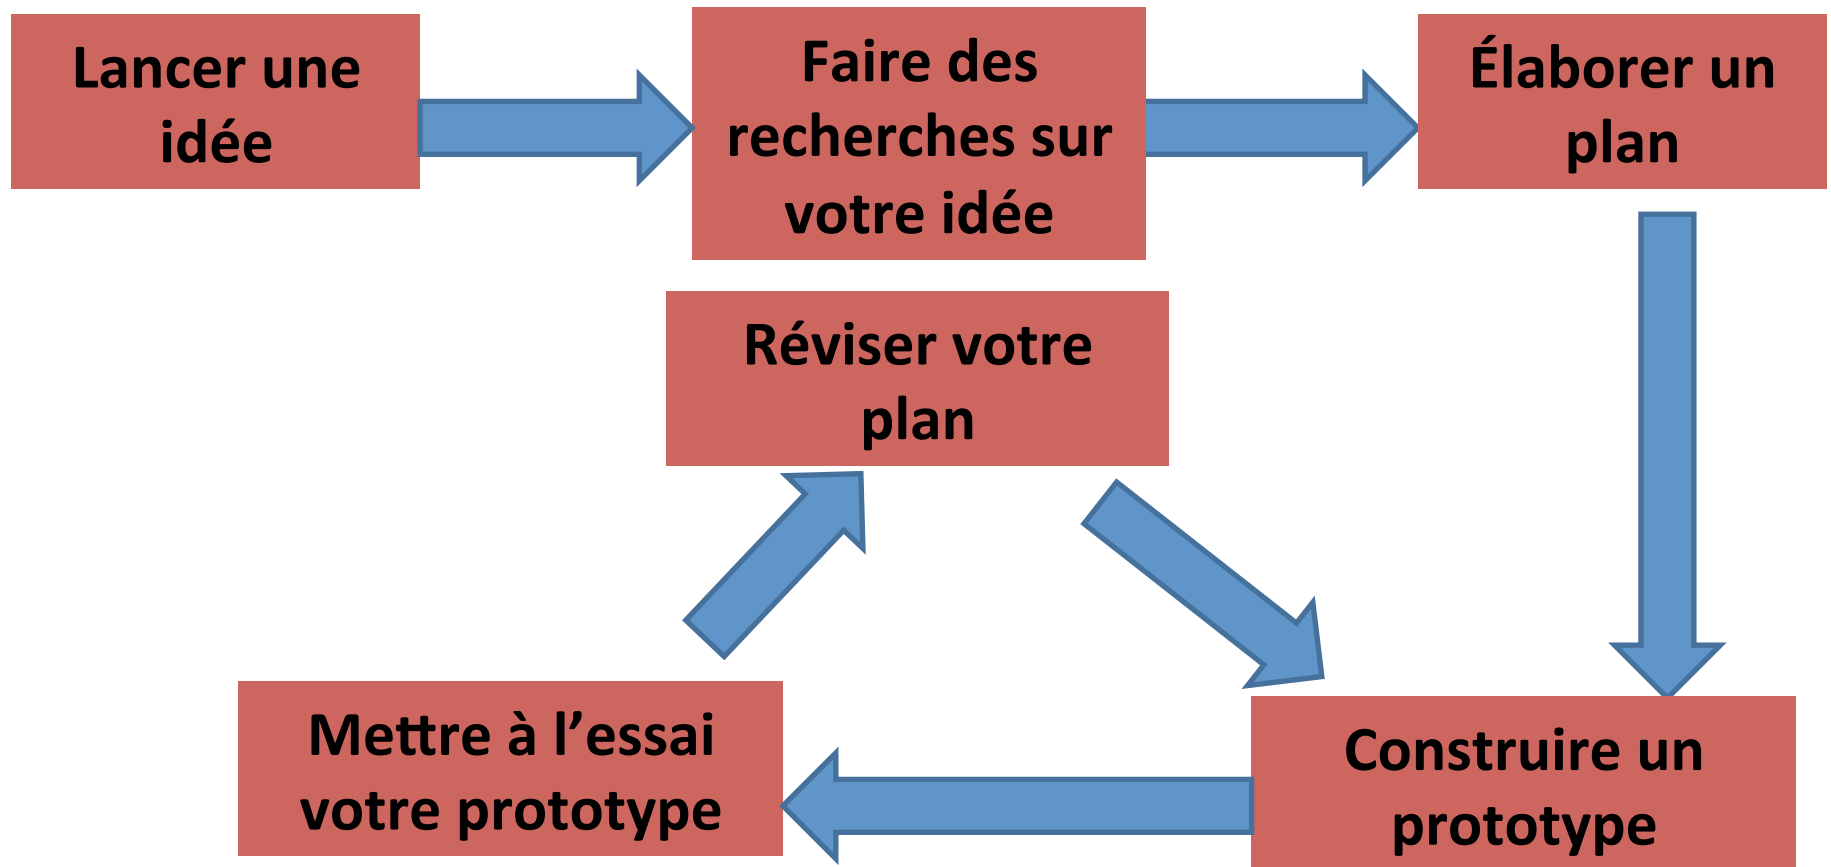 Lancer une
idée
Faire des
recherches sur
votre idée
Élaborer un
plan
Réviser votre
plan
Mettre à l’essai
votre prototype
Construire un
prototype